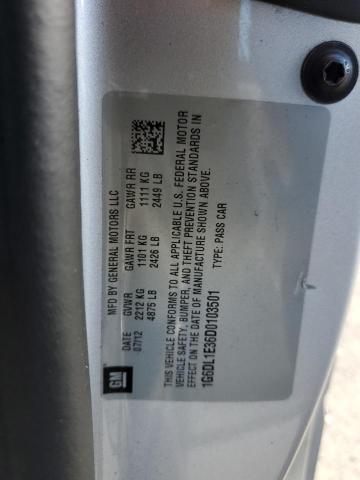 MFD BY GENERAL MOTORS LLC
DATE GVWR GAWR FRT GAWR RR
07/12 2212 KG 1101 KG 1111 KG
4875 LB 2426 LB 2449 LB
THIS VEHICLE CONFORMS TO ALL APPLICABLE U.S. FEDERAL MOTOR
VEHICLE SAFETY, BUMPER, AND THEFT PREVENTION STANDARDS IN
EFFECT ON THE DATE OF MANUFACTURE SHOWN ABOVE.
1G6DL1E36D0103501 TYPE: PASS CAR
GM